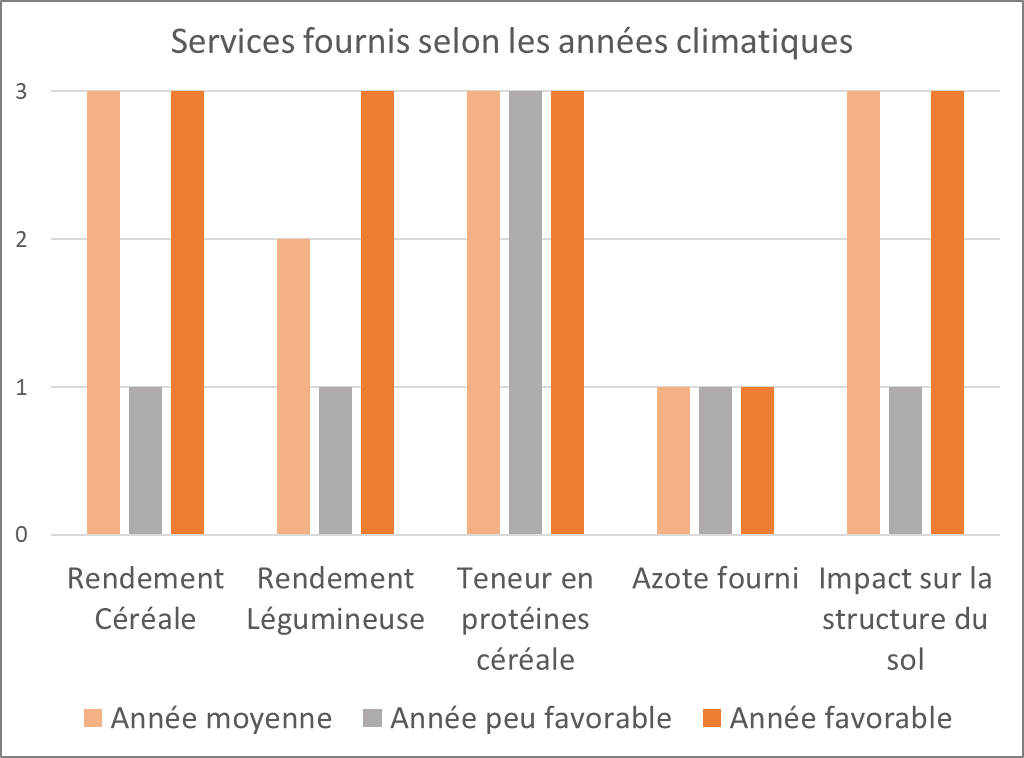 Services fournis selon les années climatiques
3
2
1
0
Rendement Céréale
Rendement Légumineuse
Teneur en protéines céréale
Azote fourni
Impact sur la structure du sol
Année moyenne
Année peu favorable
Année favorable